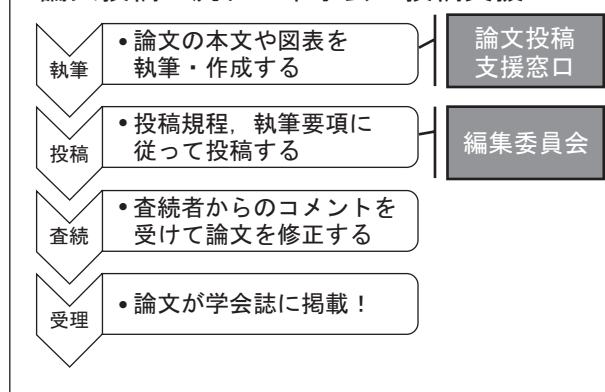 執筆
•論文の本文や図表を
執筆・作成する
論文投稿
支援窓口
投稿
•投稿規程，執筆要項に
従って投稿する
編集委員会
査続
•査続者からのコメントを
受けて論文を修正する
受理
•論文が学会誌に掲載！